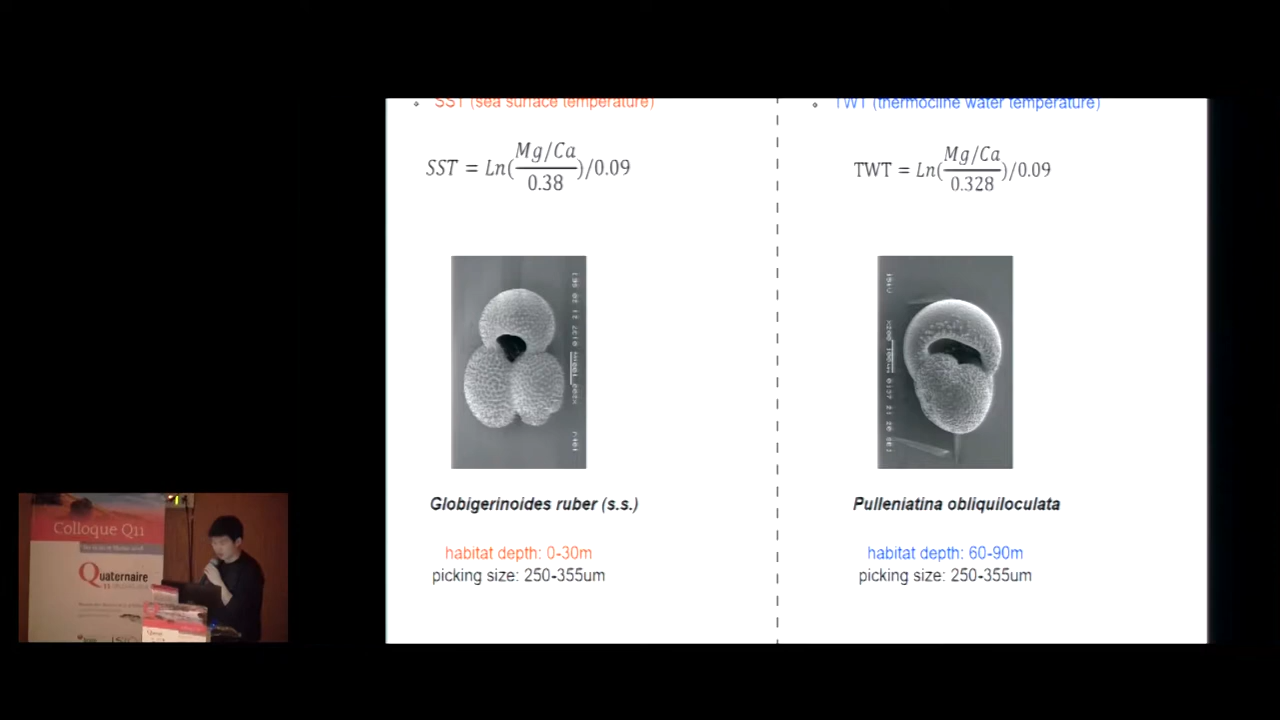 SST (sea surface temperature)
SST = Ln(Mg/Ca / 0.38)/0.09
Globigerinoides ruber (s.s.)
habitat depth: 0-30m
picking size: 250-355um
TWT (thermocline water temperature)
TWT = Ln(Mg/Ca / 0.328)/0.09
Pulleniatina obliquiloculata
habitat depth: 60-90m
picking size: 250-355um
Colloque Q11
Quaternaire